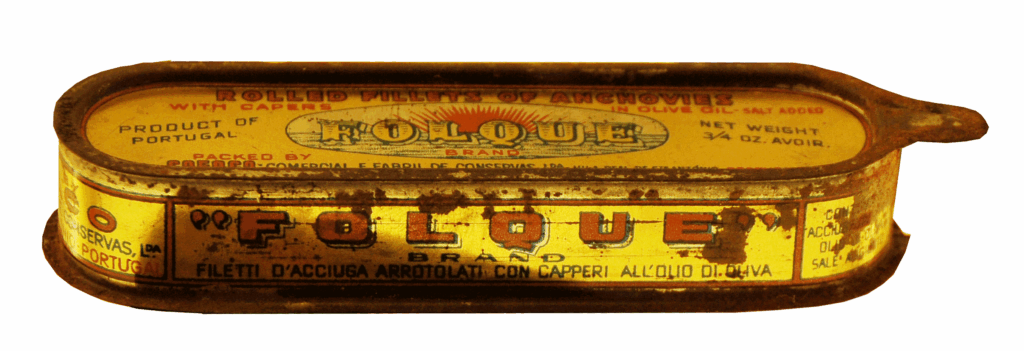 ROLLED FILLETS OF ANCHOVIES
WITH CAPERS
IN OLIVE OIL SALT ADDED
PRODUCT OF
PORTUGAL
FOLQUE
BRAND
NET WEIGHT
3/4 OZ. AVOIR.
PACKED BY
COMERCIAL E FABRIL DE CONSERVAS, LDA
O
SERVAS, LDA
PORTUGAL
"FOLQUE"
BRAND
FILETTI D'ACCIUGA ARROTOLATI CON CAPPERI ALL'OLIO DI OLIVA
SALE